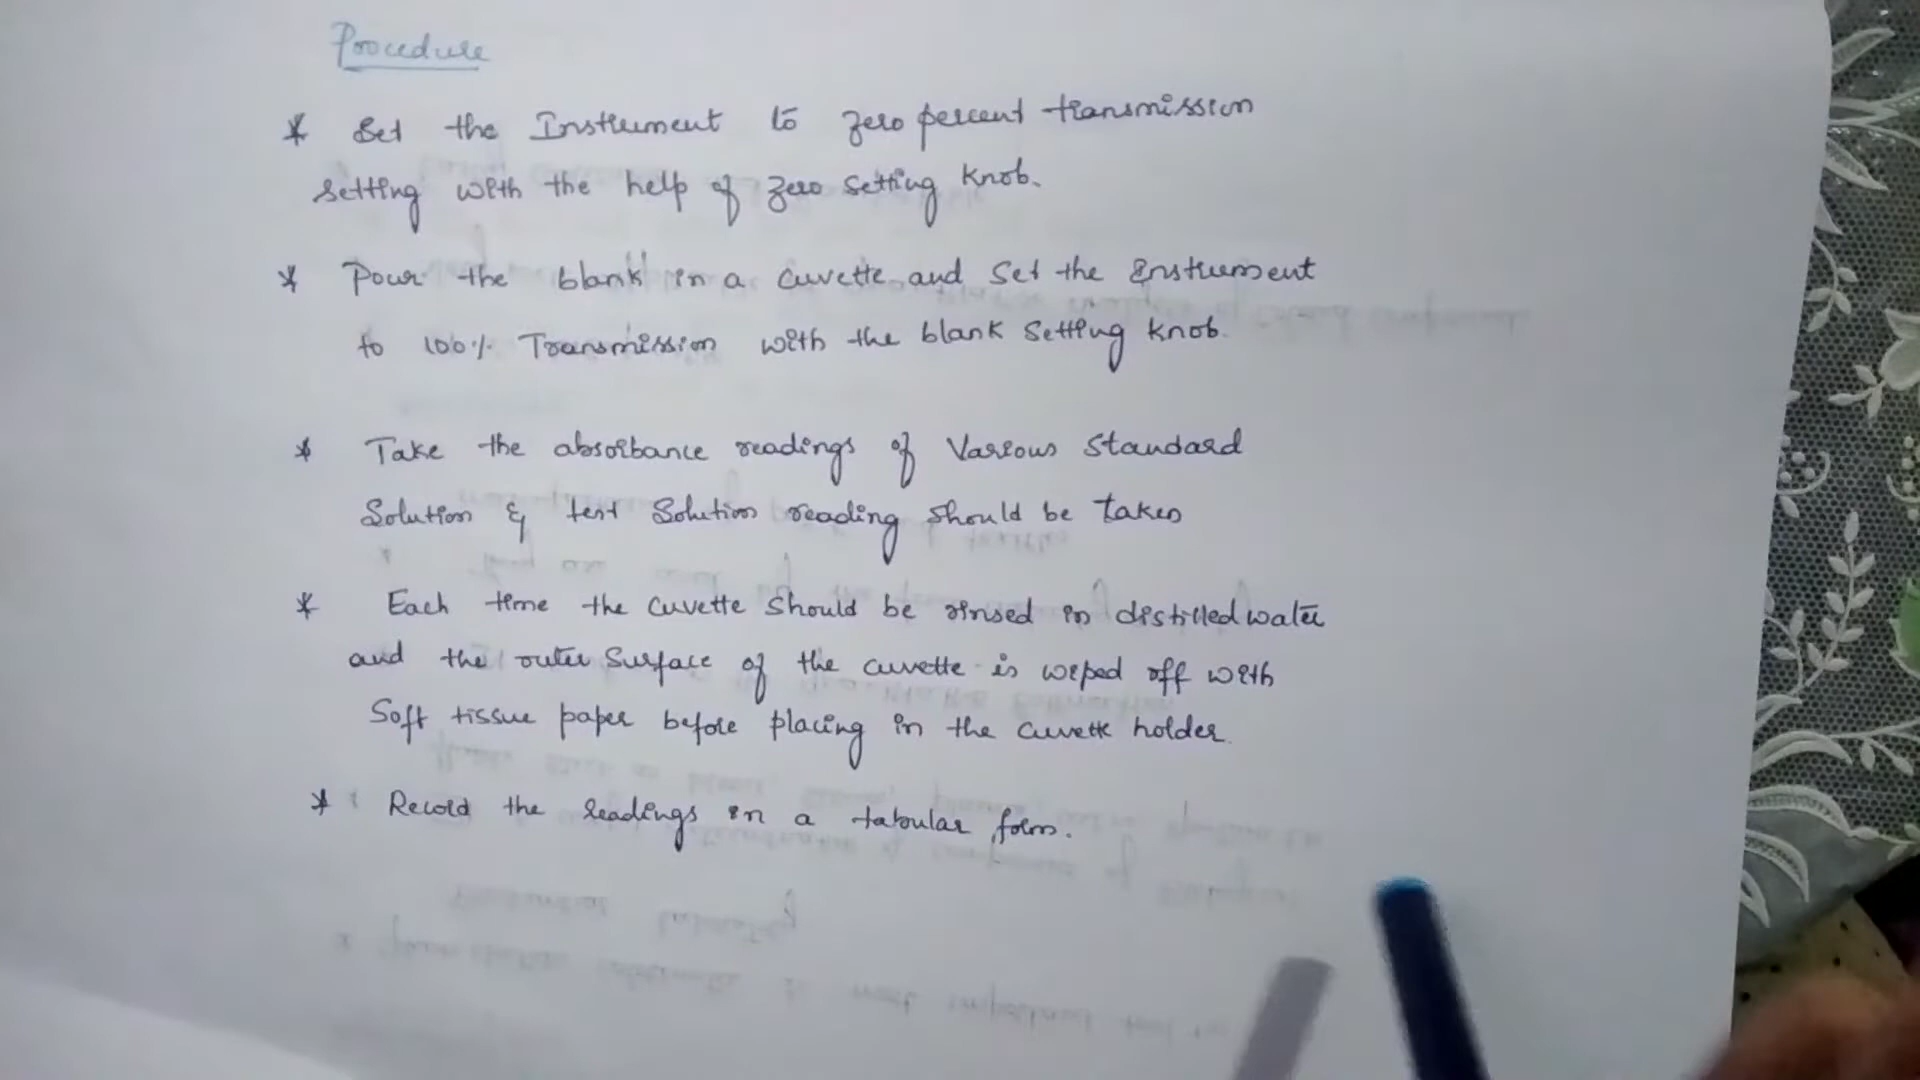 Procedure
* Set the Instrument to zero percent transmission
setting with the help of zero setting knob.
* Pour the blank in a cuvette and set the Instrument
to 100% Transmission with the blank setting knob.
* Take the absorbance readings of Various Standard
Solution & test Solution reading should be taken
* Each time the cuvette should be rinsed in distilled water
and the outer surface of the cuvette is wiped off with
Soft tissue paper before placing in the cuvette holder.
* Record the readings in a tabular form.